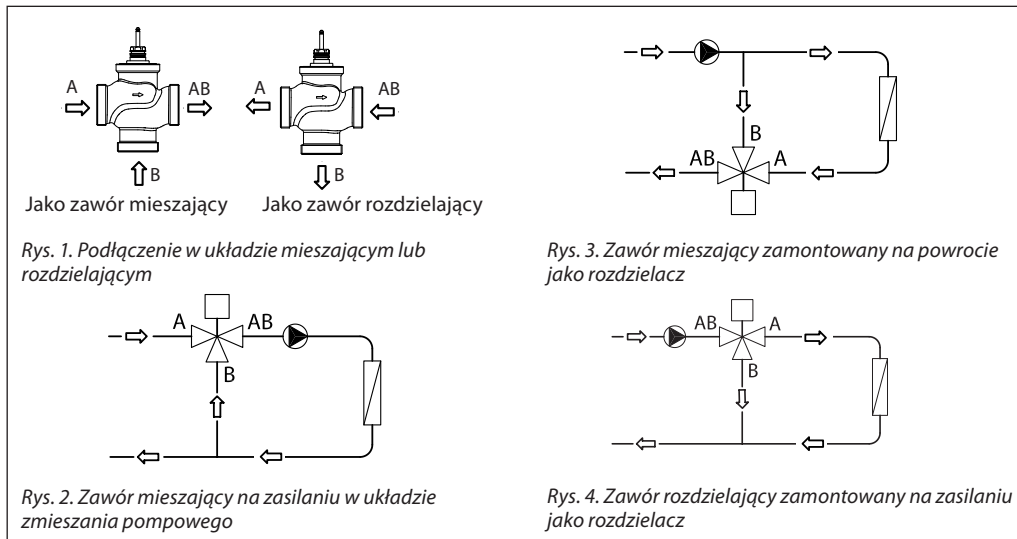 A AB A AB
B B
Jako zawór mieszający Jako zawór rozdzielający
Rys. 1. Podłączenie w układzie mieszającym lub
rozdzielającym
A AB
B
Rys. 2. Zawór mieszający na zasilaniu w układzie
zmieszania pompowego
B
AB A
Rys. 3. Zawór mieszający zamontowany na powrocie
jako rozdzielacz
AB A
B
Rys. 4. Zawór rozdzielający zamontowany na zasilaniu
jako rozdzielacz